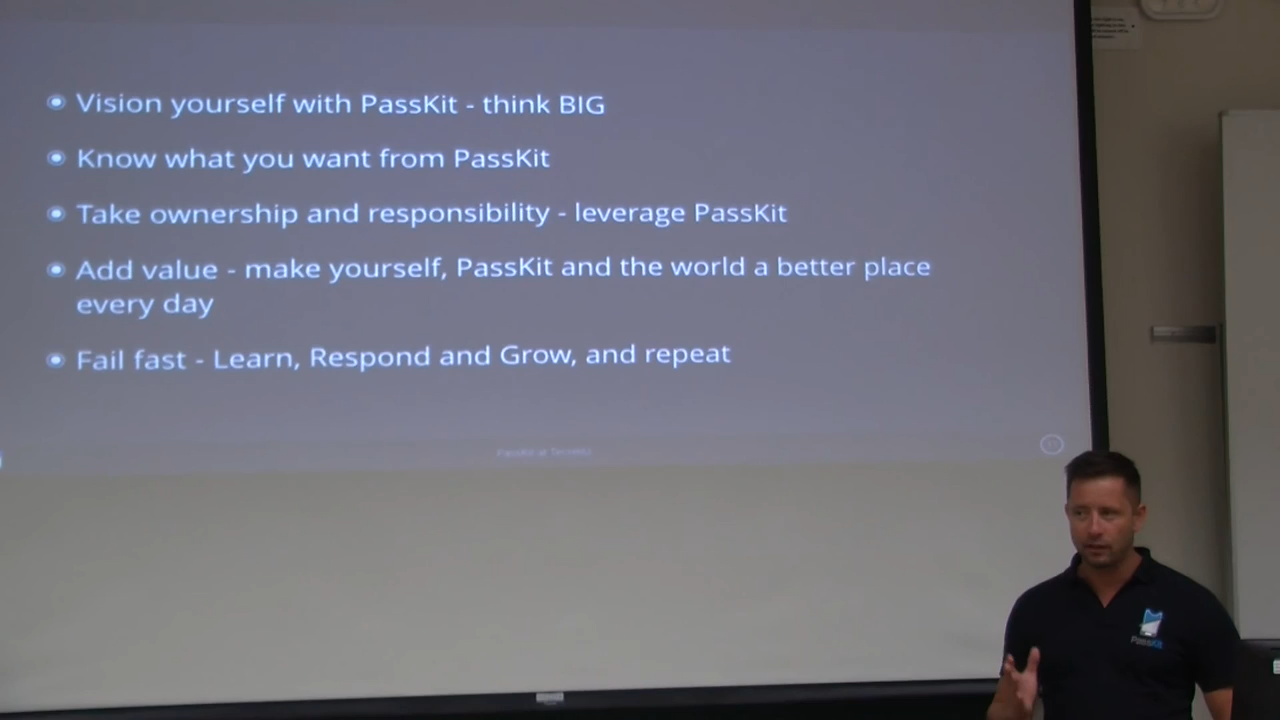 Vision yourself with PassKit - think BIG
Know what you want from PassKit
Take ownership and responsibility - leverage PassKit
Add value - make yourself, PassKit and the world a better place
every day
Fail fast - Learn, Respond and Grow, and repeat
PassKit